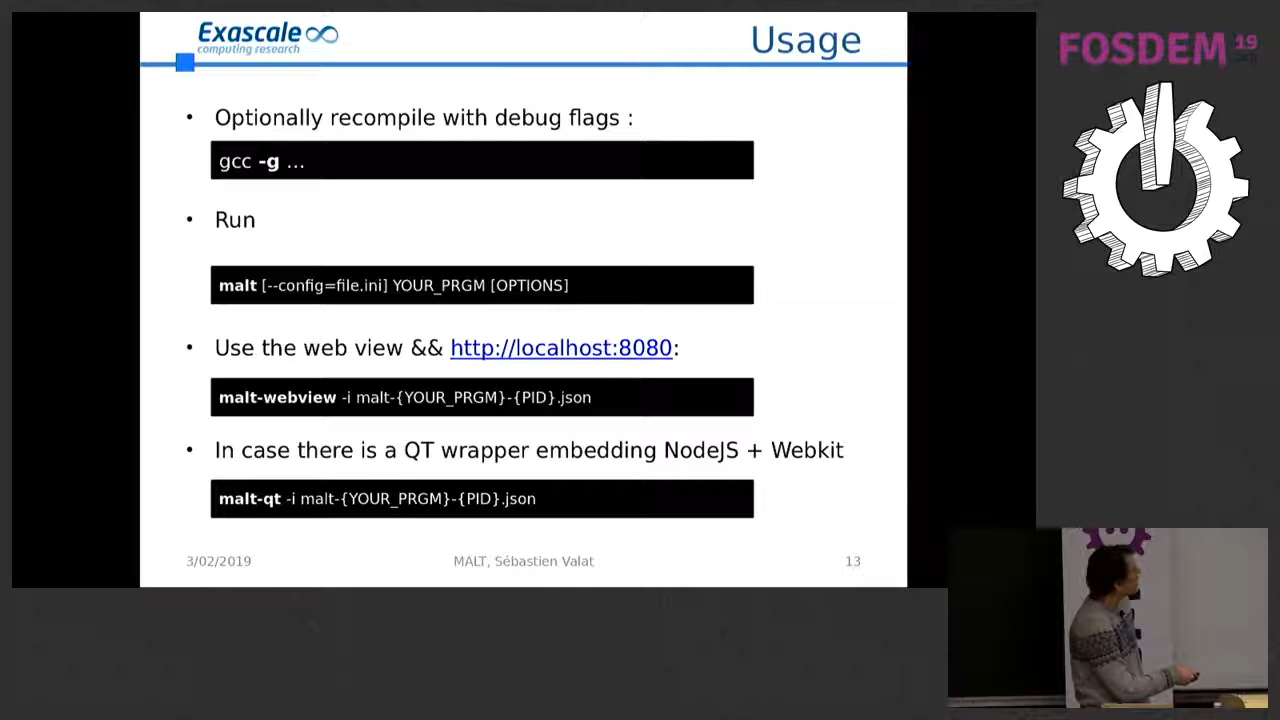 Exascale
computing research
Usage
• Optionally recompile with debug flags :
gcc -g ...
• Run
malt [--config=file.ini] YOUR_PRGM [OPTIONS]
• Use the web view && http://localhost:8080:
malt-webview -i malt-{YOUR_PRGM}-{PID}.json
• In case there is a QT wrapper embedding NodeJS + Webkit
malt-qt -i malt-{YOUR_PRGM}-{PID}.json
3/02/2019
MALT, Sébastien Valat
13
FOSDEM 19
.org